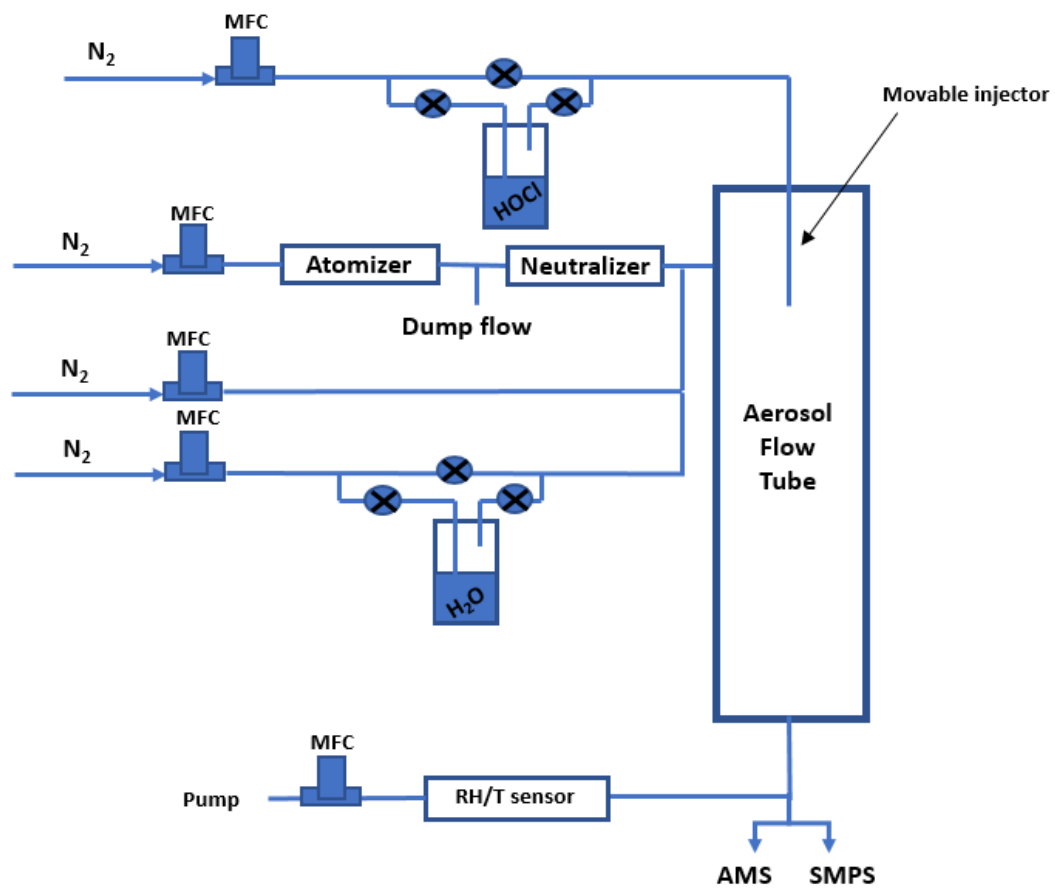 MFC
N₂
Movable injector
HOCl
MFC
N₂
Atomizer
Neutralizer
Dump flow
MFC
N₂
MFC
N₂
Aerosol
Flow
Tube
H₂O
MFC
Pump
RH/T sensor
AMS
SMPS